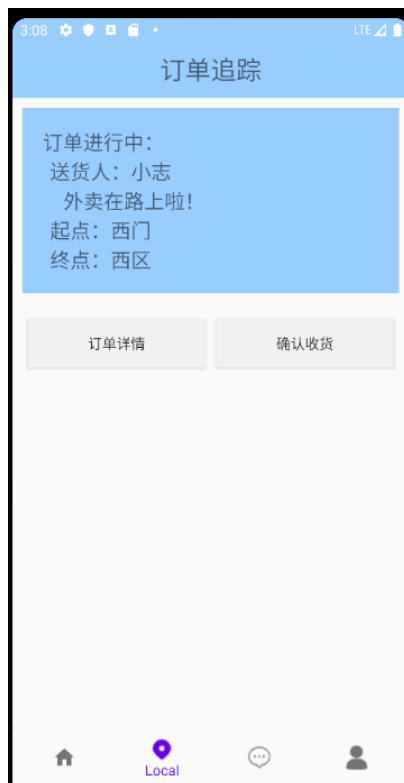 3:08
LTE
订单追踪
订单进行中：
送货人：小志
外卖在路上啦！
起点：西门
终点：西区
订单详情
确认收货
Local